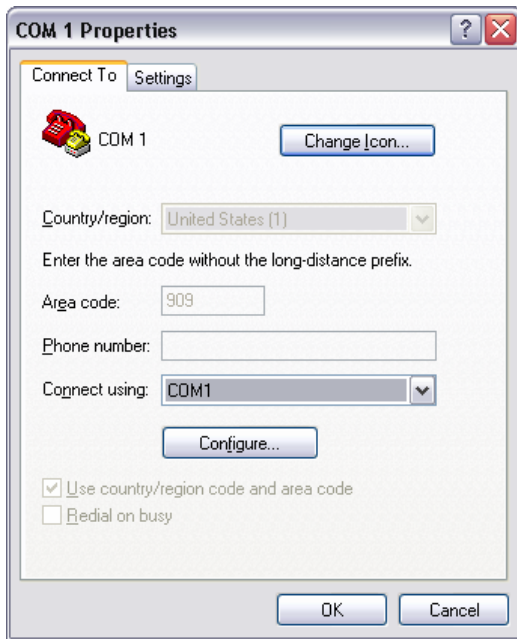 COM 1 Properties
?
Connect To
Settings
COM 1
Change Icon...
Country/region:
United States (1)
Enter the area code without the long-distance prefix.
Area code:
909
Phone number:
Connect using:
COM1
Configure...
Use country/region code and area code
Redial on busy
OK
Cancel